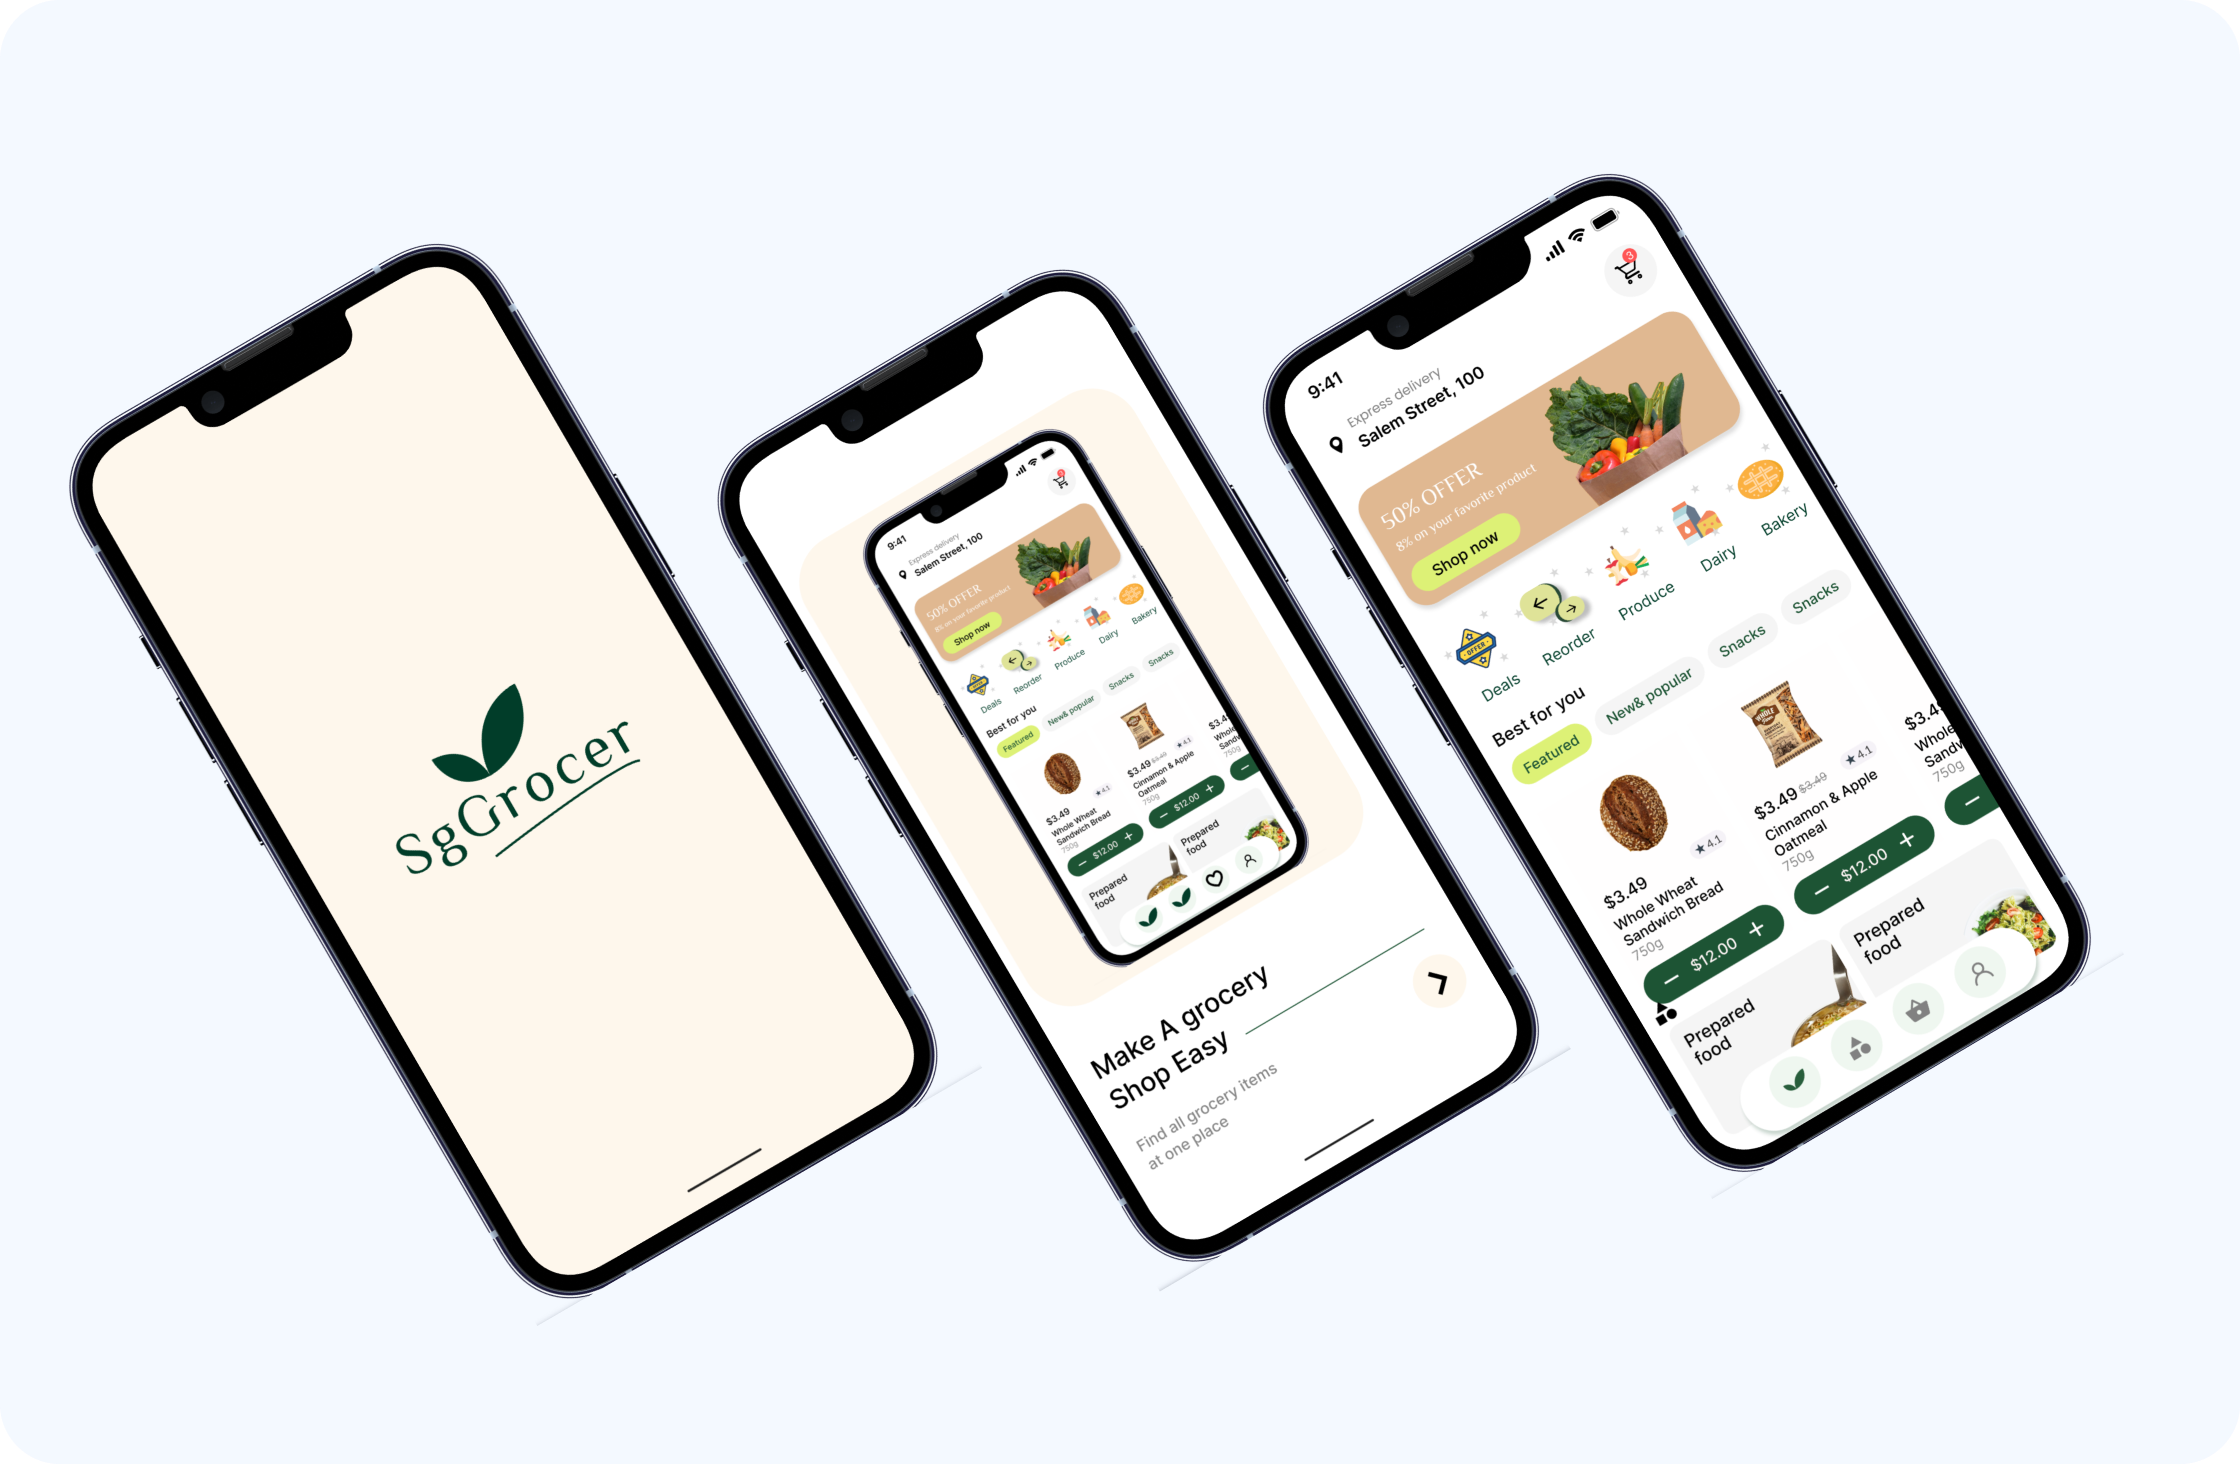 SgGrocer
9:41
Express delivery
Salem Street, 100
3
50% OFFER
8% on your favorite product
Shop now
Deals
Reorder
Produce
Dairy
Bakery
Best for you
Featured
New& popular
Snacks
Snacks
$3.49
★4.1
Whole Wheat
Sandwich Bread
750g
− $12.00 +
$3.49 $3.49
★4.1
Cinnamon & Apple
Oatmeal
750g
− $12.00 +
$3.4
Whole
Sandw
750g
−
Prepared
food
Prepared
food
Make A grocery
Shop Easy
Find all grocery items
at one place
9:41
Express delivery
Salem Street, 100
3
50% OFFER
8% on your favorite product
Shop now
OFFER
Deals
Reorder
Produce
Dairy
Bakery
Best for you
Featured
New& popular
Snacks
Snacks
WHOLE
$3.49
★4.1
Whole Wheat
Sandwich Bread
750g
− $12.00 +
$3.49 $3.49
★4.1
Cinnamon & Apple
Oatmeal
750g
− $12.00 +
$3.4
Whole
Sandw
750g
−
Prepared
food
Prepared
food